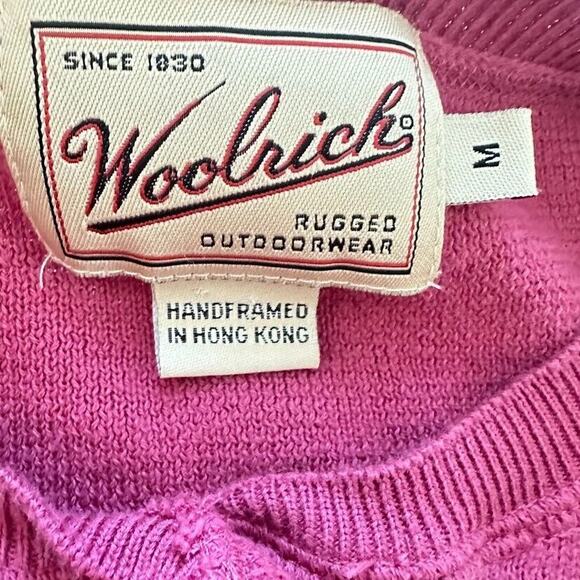 SINCE 1830
Woolrich®
RUGGED
OUTDOORWEAR
M
HANDFRAMED
IN HONG KONG